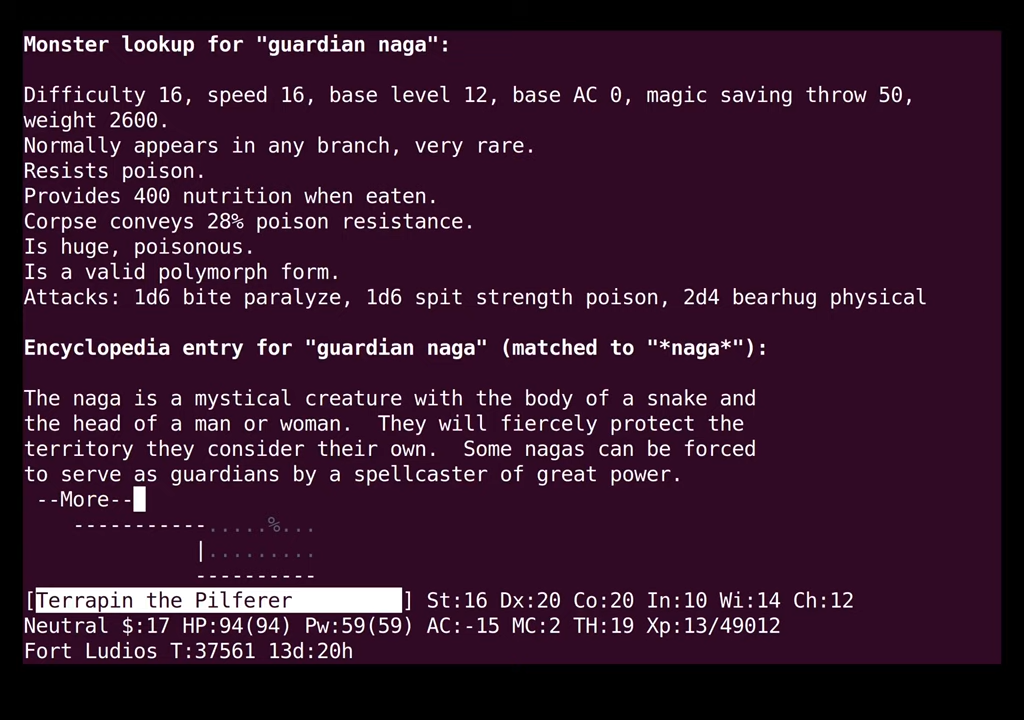 Monster lookup for "guardian naga":
Difficulty 16, speed 16, base level 12, base AC 0, magic saving throw 50,
weight 2600.
Normally appears in any branch, very rare.
Resists poison.
Provides 400 nutrition when eaten.
Corpse conveys 28% poison resistance.
Is huge, poisonous.
Is a valid polymorph form.
Attacks: 1d6 bite paralyze, 1d6 spit strength poison, 2d4 bearhug physical
Encyclopedia entry for "guardian naga" (matched to "*naga*"):
The naga is a mystical creature with the body of a snake and
the head of a man or woman.  They will fiercely protect the
territory they consider their own.  Some nagas can be forced
to serve as guardians by a spellcaster of great power.
--More--
-----------.....%...
|.........
----------
[Terrapin the Pilferer         ] St:16 Dx:20 Co:20 In:10 Wi:14 Ch:12
Neutral $:17 HP:94(94) Pw:59(59) AC:-15 MC:2 TH:19 Xp:13/49012
Fort Ludios T:37561 13d:20h